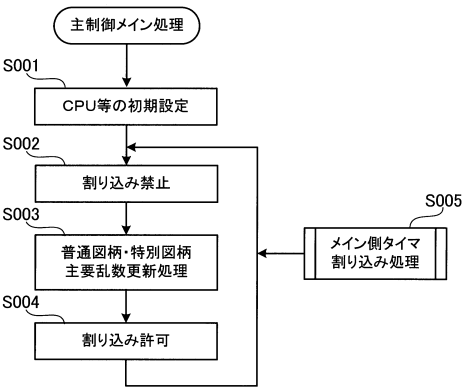 主制御メイン処理
S001
CPU等の初期設定
S002
割り込み禁止
S003
普通図柄・特別図柄
主要乱数更新処理
S004
割り込み許可
S005
メイン側タイマ
割り込み処理